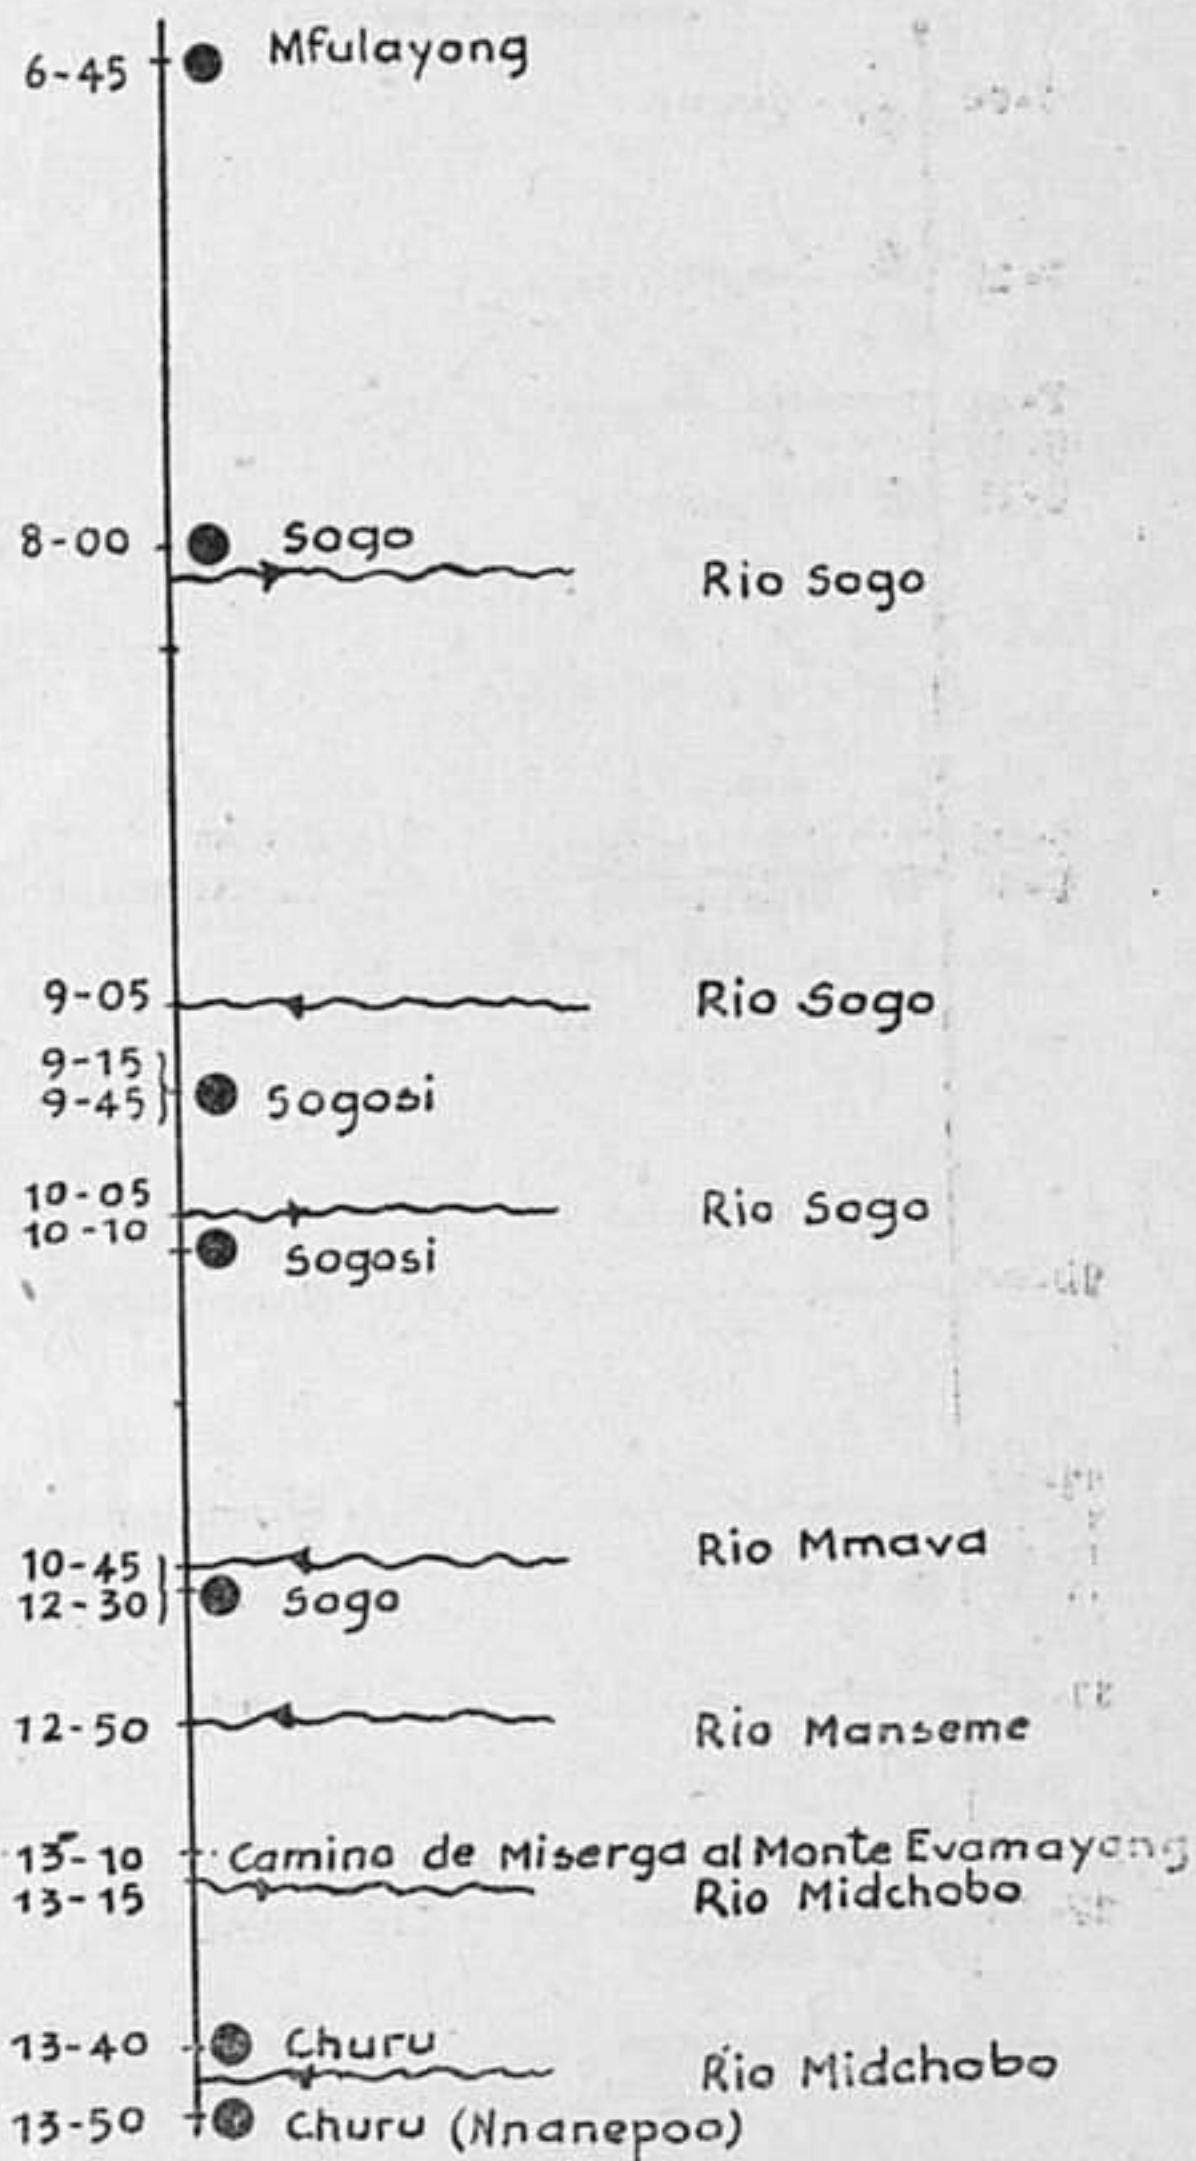 6-45 Mfulayong
8-00 Sogo
Rio Sogo
9-05 Rio Sogo
9-15
9-45 Sogosi
10-05 Rio Sogo
10-10 Sogosi
10-45 Rio Mmava
12-30 Sogo
12-50 Rio Manseme
13-10 Camino de Miserga al Monte Evamayong
13-15 Rio Midchobo
13-40 Churu
Rio Midchobo
13-50 Churu (Nnanepoo)